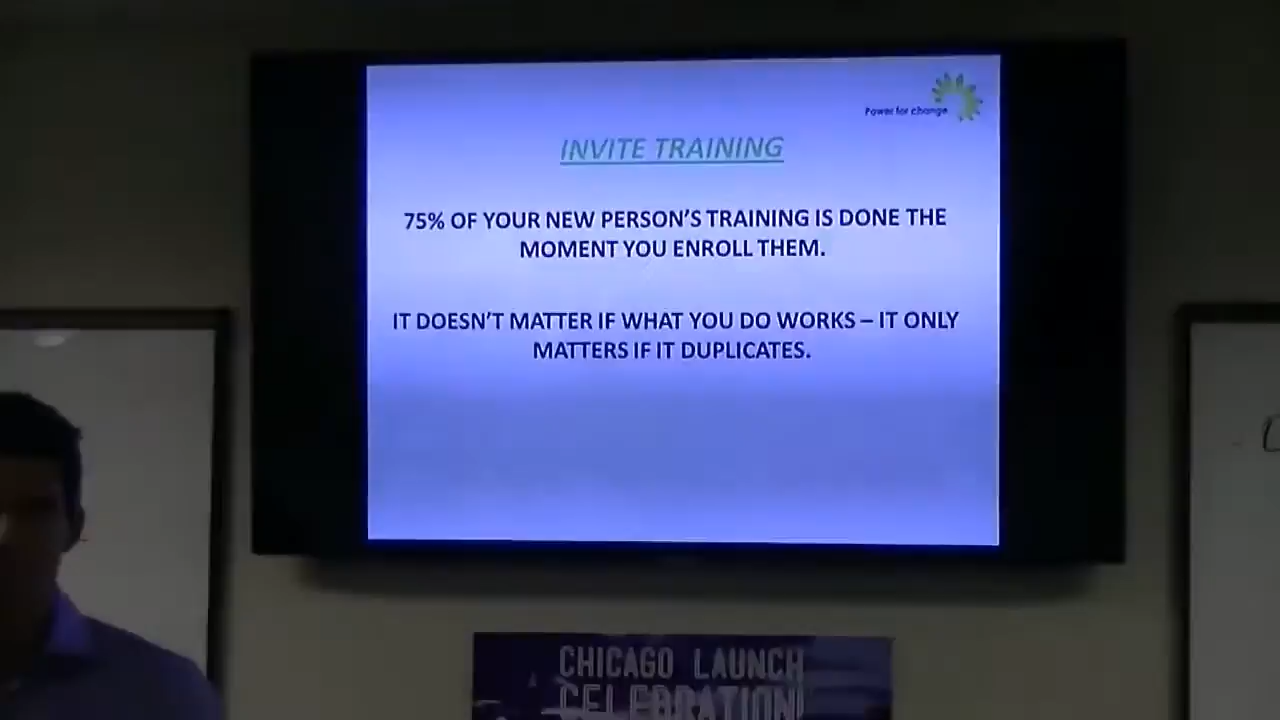 Power for change
INVITE TRAINING
75% OF YOUR NEW PERSON'S TRAINING IS DONE THE
MOMENT YOU ENROLL THEM.
IT DOESN'T MATTER IF WHAT YOU DO WORKS – IT ONLY
MATTERS IF IT DUPLICATES.
CHICAGO LAUNCH
CELEBRATION